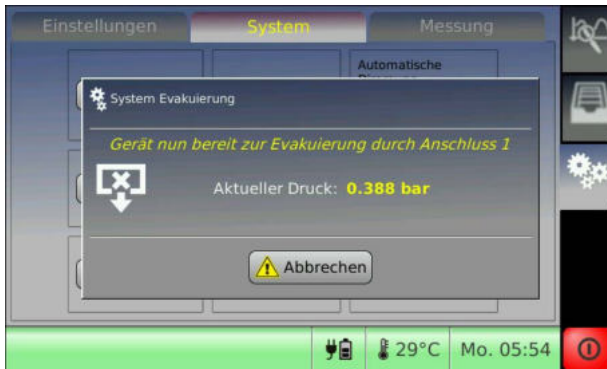 Einstellungen
System
Messung
Automatische
System Evakuierung
Gerät nun bereit zur Evakuierung durch Anschluss 1
Aktueller Druck: 0.388 bar
Abbrechen
29°C
Mo. 05:54